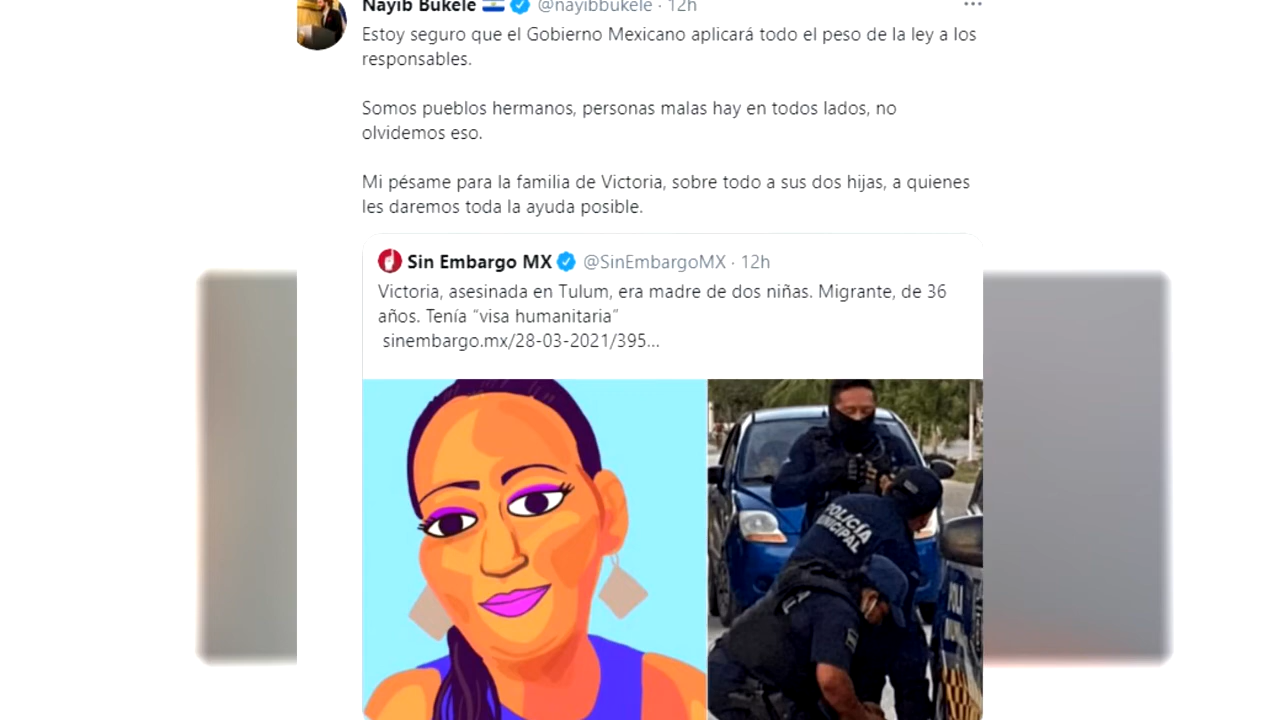 Nayib Bukele @nayibbukele · 12h
Estoy seguro que el Gobierno Mexicano aplicará todo el peso de la ley a los
responsables.
Somos pueblos hermanos, personas malas hay en todos lados, no
olvidemos eso.
Mi pésame para la familia de Victoria, sobre todo a sus dos hijas, a quienes
les daremos toda la ayuda posible.
Sin Embargo MX @SinEmbargoMX · 12h
Victoria, asesinada en Tulum, era madre de dos niñas. Migrante, de 36
años. Tenía “visa humanitaria”
sinembargo.mx/28-03-2021/395...
POLICÍA
MUNICIPAL